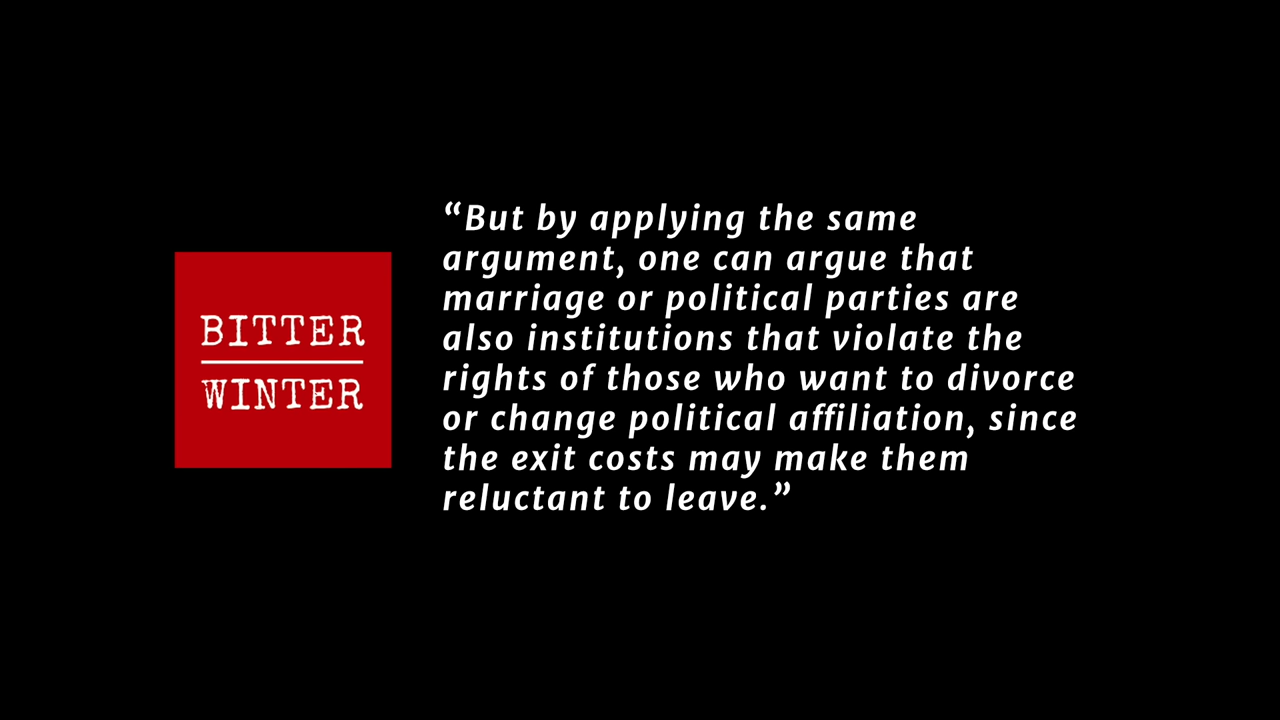 BITTER
WINTER
“But by applying the same
argument, one can argue that
marriage or political parties are
also institutions that violate the
rights of those who want to divorce
or change political affiliation, since
the exit costs may make them
reluctant to leave.”